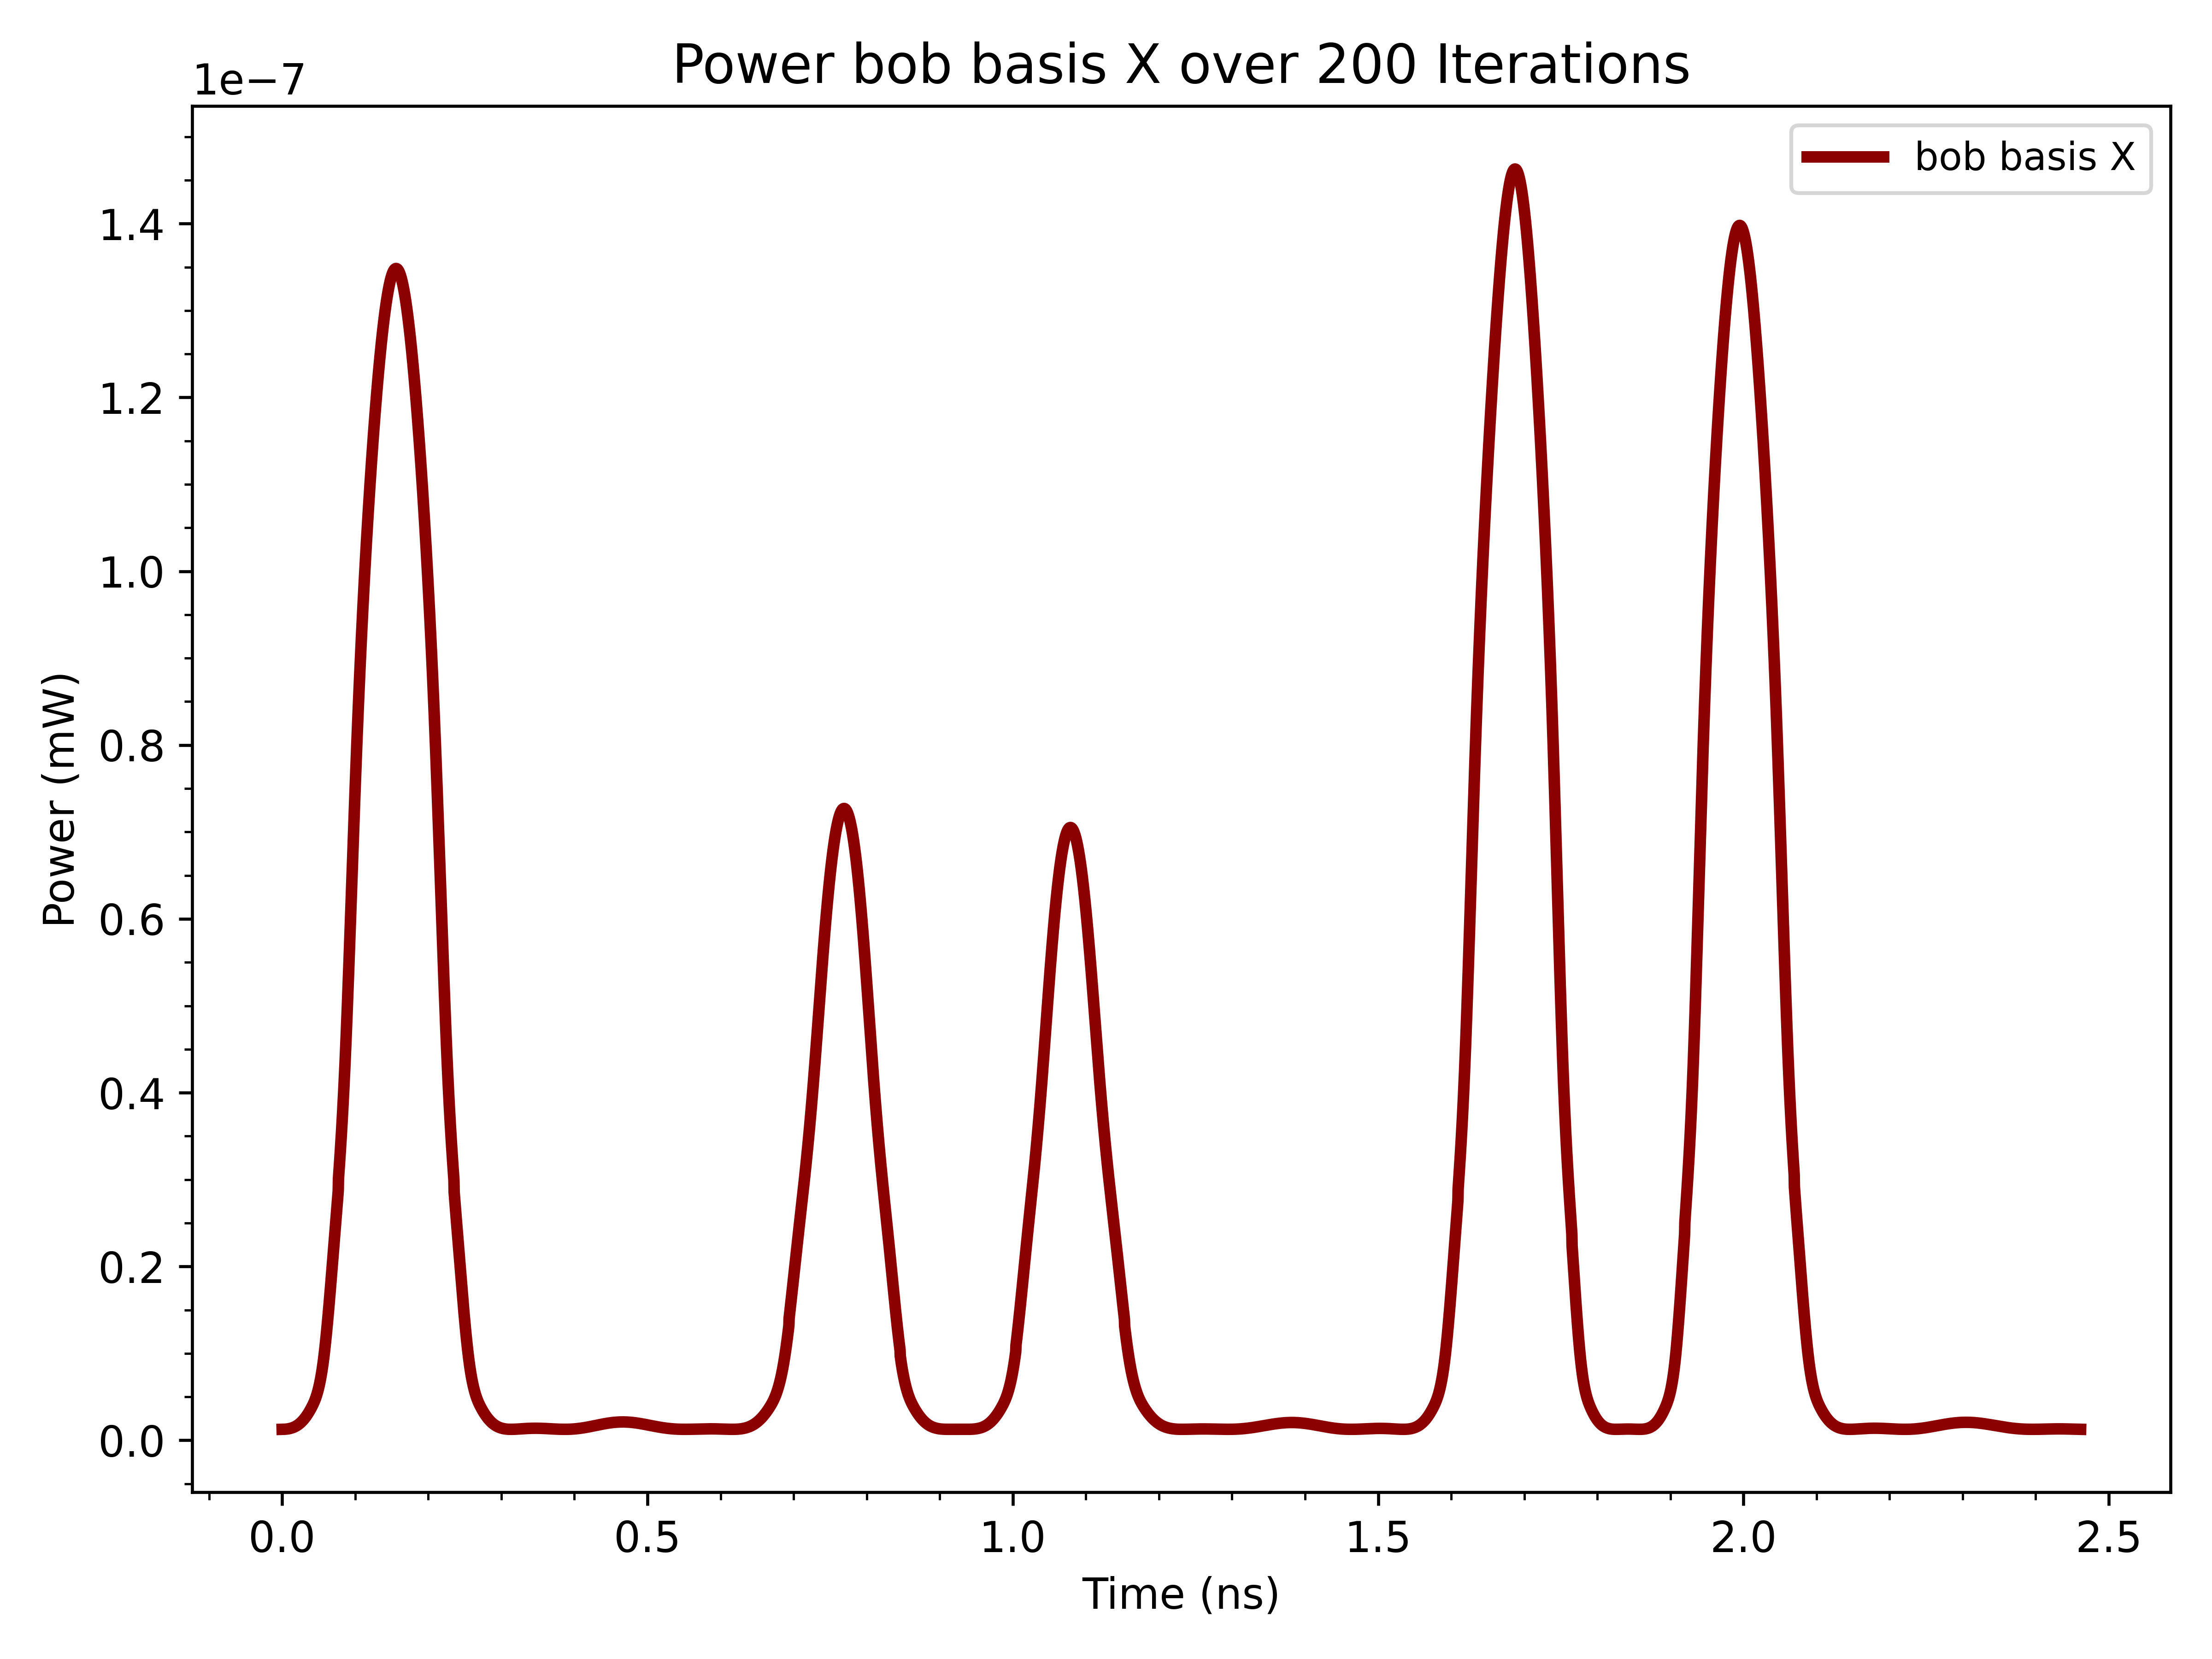 Power bob basis X over 200 Iterations
1e−7
bob basis X
1.4
1.2
1.0
0.8
0.6
0.4
0.2
0.0
Power (mW)
0.0 0.5 1.0 1.5 2.0 2.5
Time (ns)